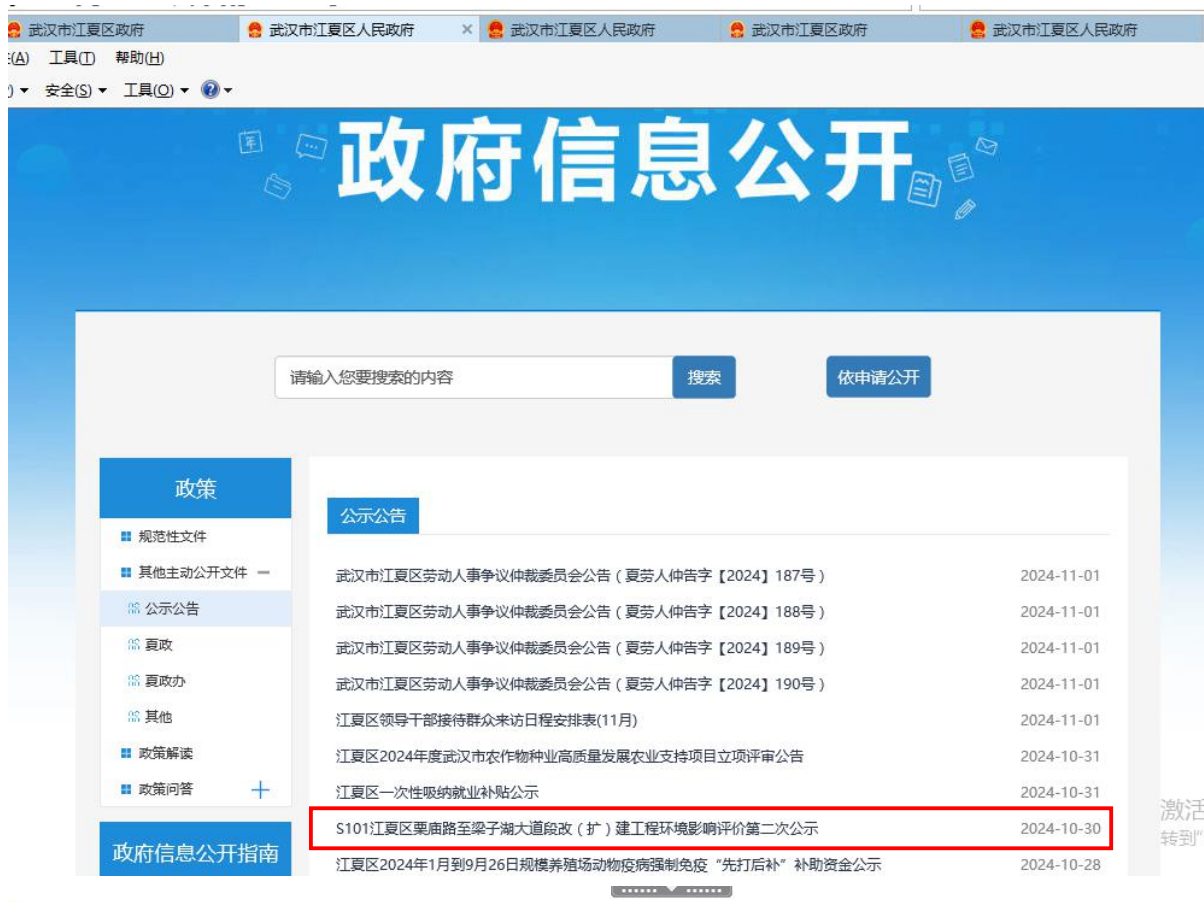 武汉市江夏区政府
武汉市江夏区人民政府 ×
武汉市江夏区人民政府
武汉市江夏区政府
武汉市江夏区人民政府
(A) 工具(T) 帮助(H)
安全(S) 工具(O)
政府信息公开
请输入您要搜索的内容
搜索
依申请公开
政策
规范性文件
其他主动公开文件
公示公告
夏政
夏政办
其他
政策解读
政策问答
政府信息公开指南
公示公告
武汉市江夏区劳动人事争议仲裁委员会公告（夏劳人仲告字【2024】187号） 2024-11-01
武汉市江夏区劳动人事争议仲裁委员会公告（夏劳人仲告字【2024】188号） 2024-11-01
武汉市江夏区劳动人事争议仲裁委员会公告（夏劳人仲告字【2024】189号） 2024-11-01
武汉市江夏区劳动人事争议仲裁委员会公告（夏劳人仲告字【2024】190号） 2024-11-01
江夏区领导干部接待群众来访日程安排表(11月) 2024-11-01
江夏区2024年度武汉市农作物种业高质量发展农业支持项目立项评审公告 2024-10-31
江夏区一次性吸纳就业补贴公示 2024-10-31
S101江夏区栗庙路至梁子湖大道段改（扩）建工程环境影响评价第二次公示 2024-10-30
江夏区2024年1月到9月26日规模养殖场动物疫病强制免疫“先打后补”补助资金公示 2024-10-28
激活
转到"